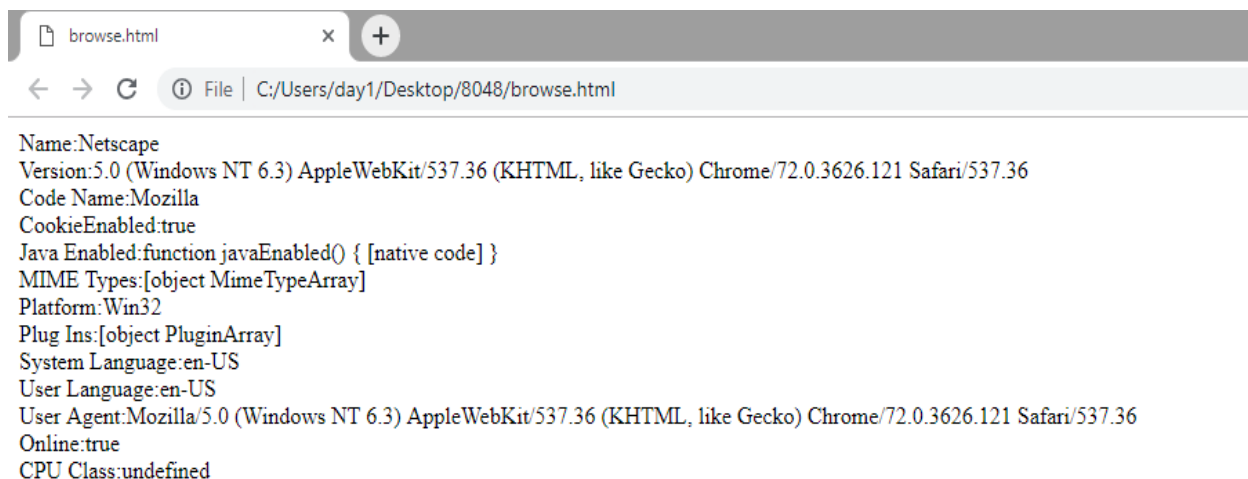 browse.html
File | C:/Users/day1/Desktop/8048/browse.html
Name:Netscape
Version:5.0 (Windows NT 6.3) AppleWebKit/537.36 (KHTML, like Gecko) Chrome/72.0.3626.121 Safari/537.36
Code Name:Mozilla
CookieEnabled:true
Java Enabled:function javaEnabled() { [native code] }
MIME Types:[object MimeTypeArray]
Platform:Win32
Plug Ins:[object PluginArray]
System Language:en-US
User Language:en-US
User Agent:Mozilla/5.0 (Windows NT 6.3) AppleWebKit/537.36 (KHTML, like Gecko) Chrome/72.0.3626.121 Safari/537.36
Online:true
CPU Class:undefined